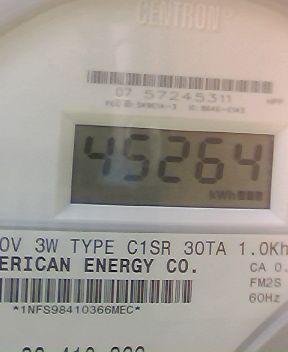 CENTRON
07 57245311
45264
kWh
0V 3W TYPE C1SR 30TA 1.0Kh
ERICAN ENERGY CO.
CA 0.
FM2S
60Hz
*1NFS98410366MEC*